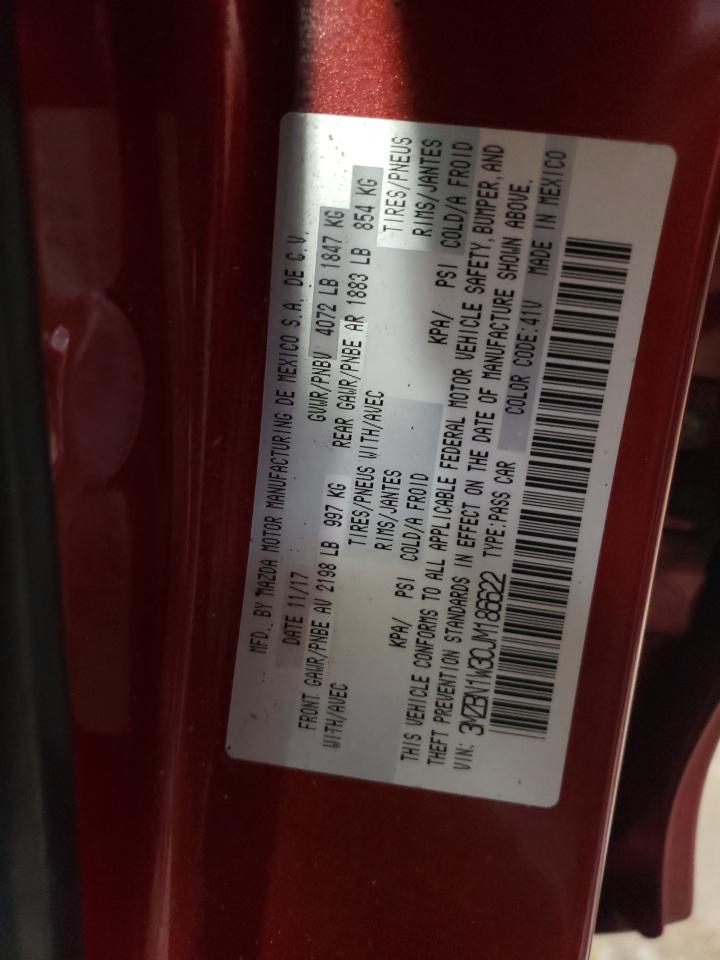 MFD. BY MAZDA MOTOR MANUFACTURING DE MEXICO S.A. DE C.V.
DATE 11/17 GVWR/PNBV 4072 LB 1847 KG
FRONT GAWR/PNBE AV 2198 LB 997 KG REAR GAWR/PNBE AR 1883 LB 854 KG
WITH/AVEC TIRES/PNEUS WITH/AVEC TIRES/PNEUS
RIMS/JANTES RIMS/JANTES
KPA/ PSI COLD/A FROID KPA/ PSI COLD/A FROID
THIS VEHICLE CONFORMS TO ALL APPLICABLE FEDERAL MOTOR VEHICLE SAFETY, BUMPER, AND
THEFT PREVENTION STANDARDS IN EFFECT ON THE DATE OF MANUFACTURE SHOWN ABOVE.
VIN: 3MZBN1W30JM186622 TYPE:PASS CAR COLOR CODE:41V MADE IN MEXICO